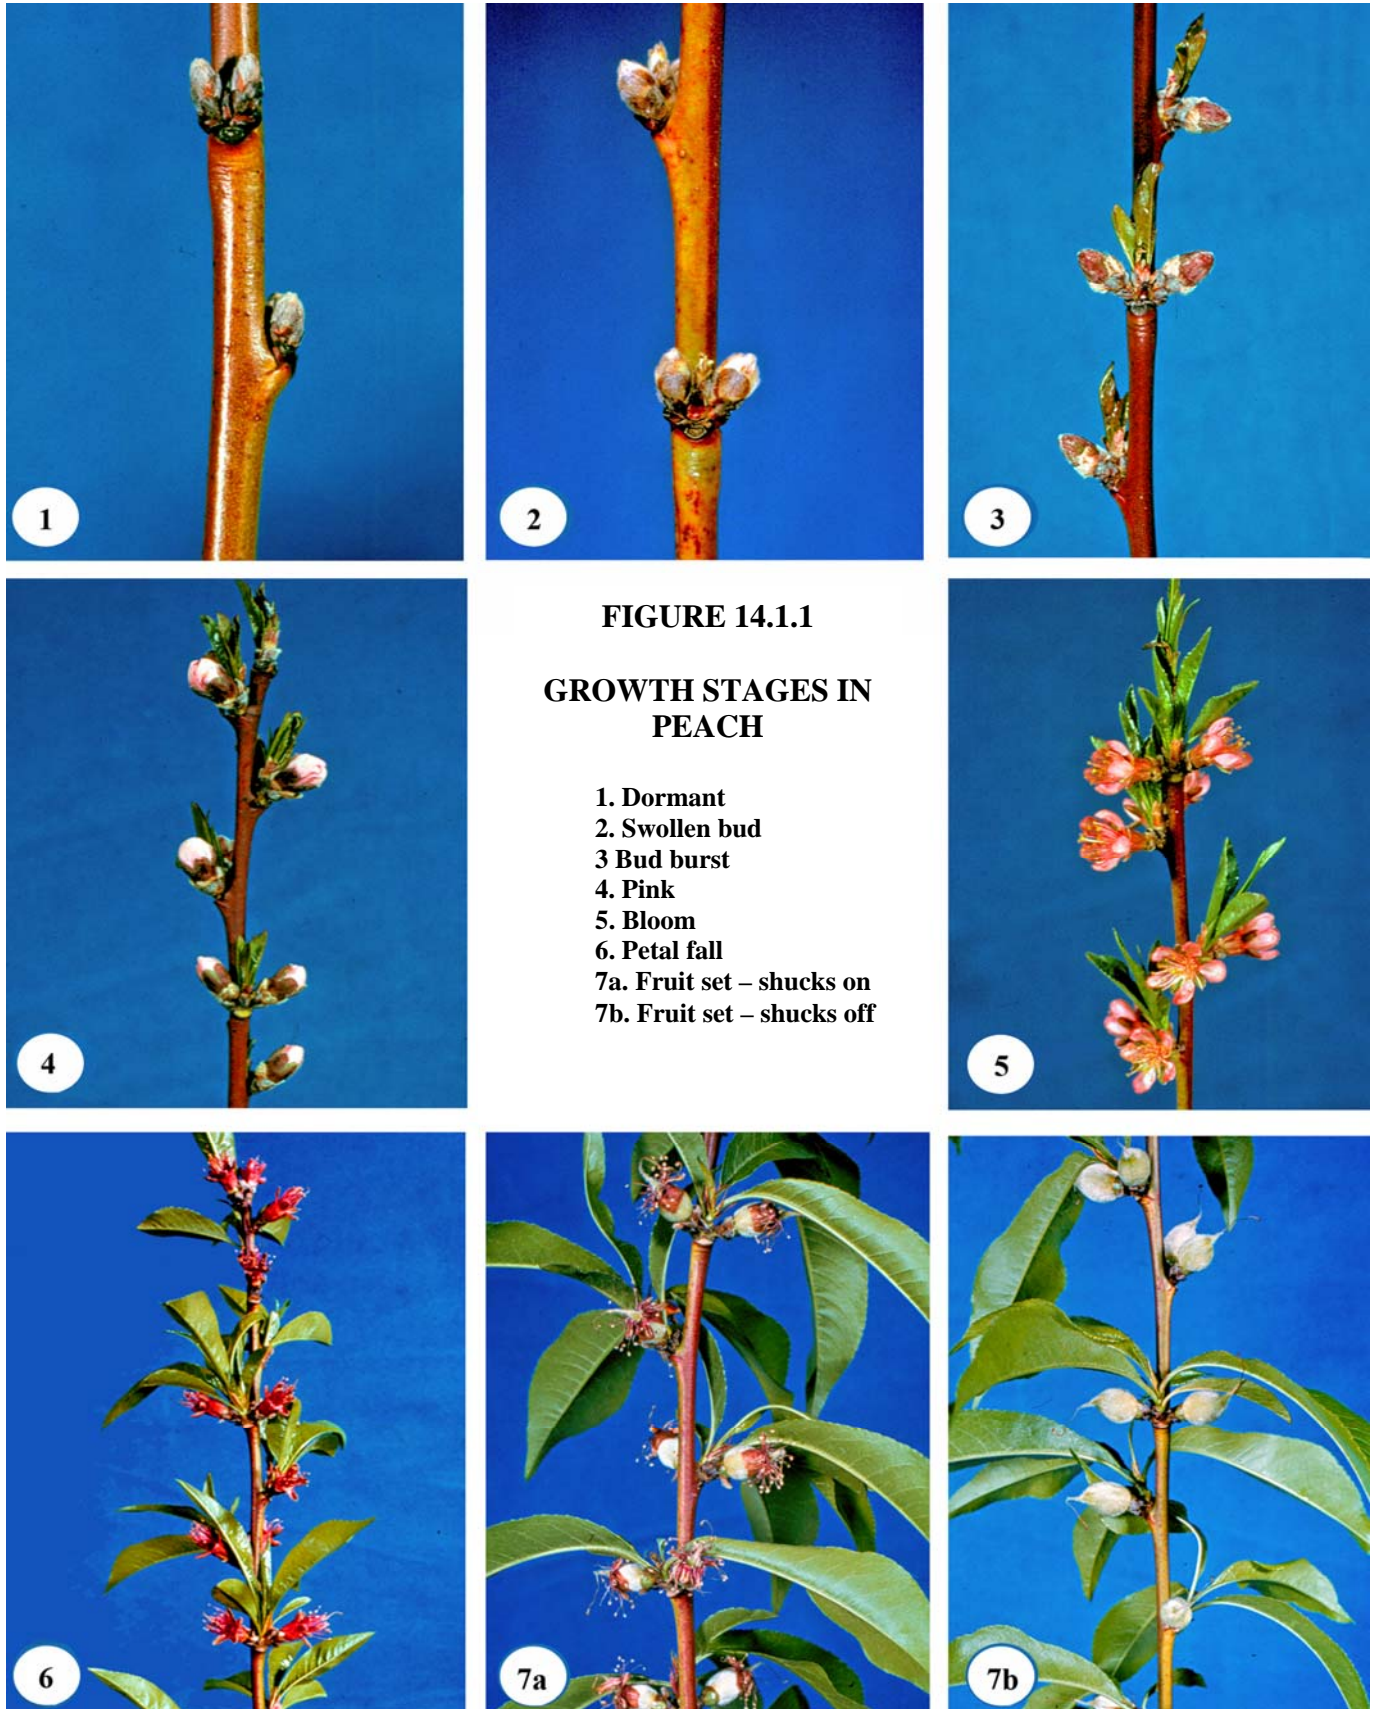 1
2
3
FIGURE 14.1.1
GROWTH STAGES IN
PEACH
1. Dormant
2. Swollen bud
3 Bud burst
4. Pink
5. Bloom
6. Petal fall
7a. Fruit set – shucks on
7b. Fruit set – shucks off
4
5
6
7a
7b